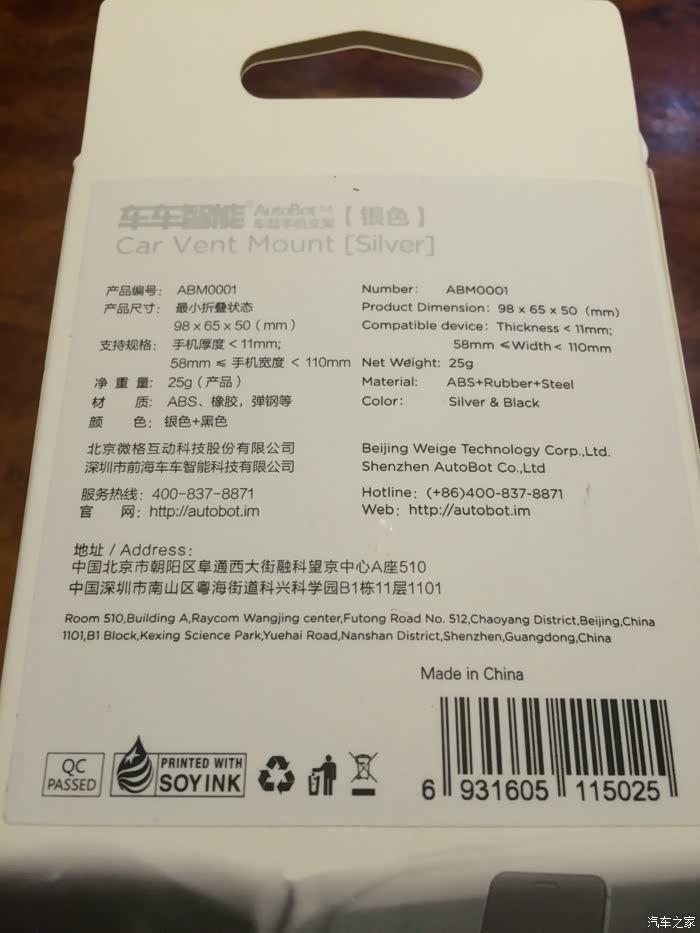 车车智能® AutoBot™ 车载手机支架 [银色]
Car Vent Mount [Silver]
产品编号: ABM0001
产品尺寸: 最小折叠状态
98 x 65 x 50 (mm)
支持规格: 手机厚度 < 11mm;
58mm ≤ 手机宽度 < 110mm
净 重 量: 25g (产品)
材 质: ABS、橡胶，弹钢等
颜 色: 银色+黑色
Number: ABM0001
Product Dimension: 98 x 65 x 50 (mm)
Compatible device: Thickness < 11mm;
58mm ≤Width< 110mm
Net Weight: 25g
Material: ABS+Rubber+Steel
Color: Silver & Black
北京微格互动科技股份有限公司
深圳市前海车车智能科技有限公司
Beijing Weige Technology Corp.,Ltd.
Shenzhen AutoBot Co.,Ltd
服务热线: 400-837-8871
官 网: http://autobot.im
Hotline: (+86)400-837-8871
Web: http://autobot.im
地址 / Address:
中国北京市朝阳区阜通西大街融科望京中心A座510
中国深圳市南山区粤海街道科兴科学园B1栋11层1101
Room 510,Building A,Raycom Wangjing center,Futong Road No. 512,Chaoyang District,Beijing,China
1101,B1 Block,Kexing Science Park,Yuehai Road,Nanshan District,Shenzhen,Guangdong,China
Made in China
QC
PASSED
PRINTED WITH
SOY INK
6 931605 115025
汽车之家